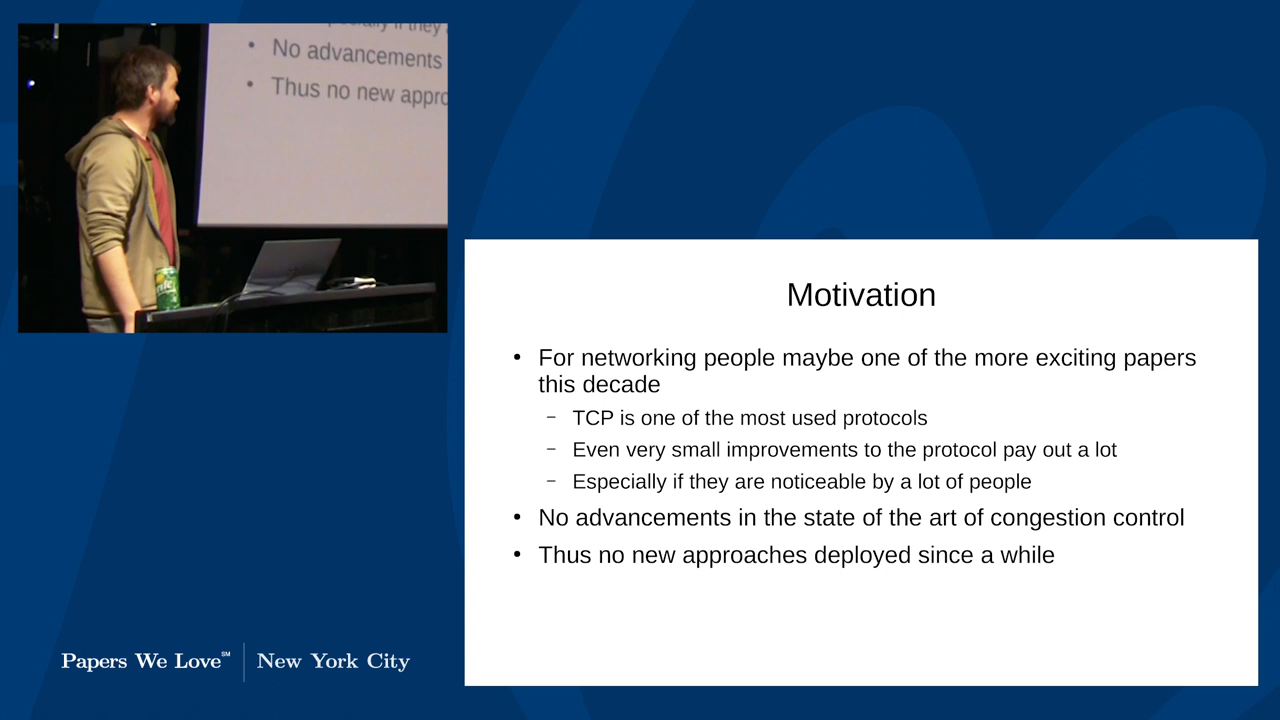 No advancements
Thus no new appro
Motivation
• For networking people maybe one of the more exciting papers
this decade
– TCP is one of the most used protocols
– Even very small improvements to the protocol pay out a lot
– Especially if they are noticeable by a lot of people
• No advancements in the state of the art of congestion control
• Thus no new approaches deployed since a while
Papers We Love℠ | New York City